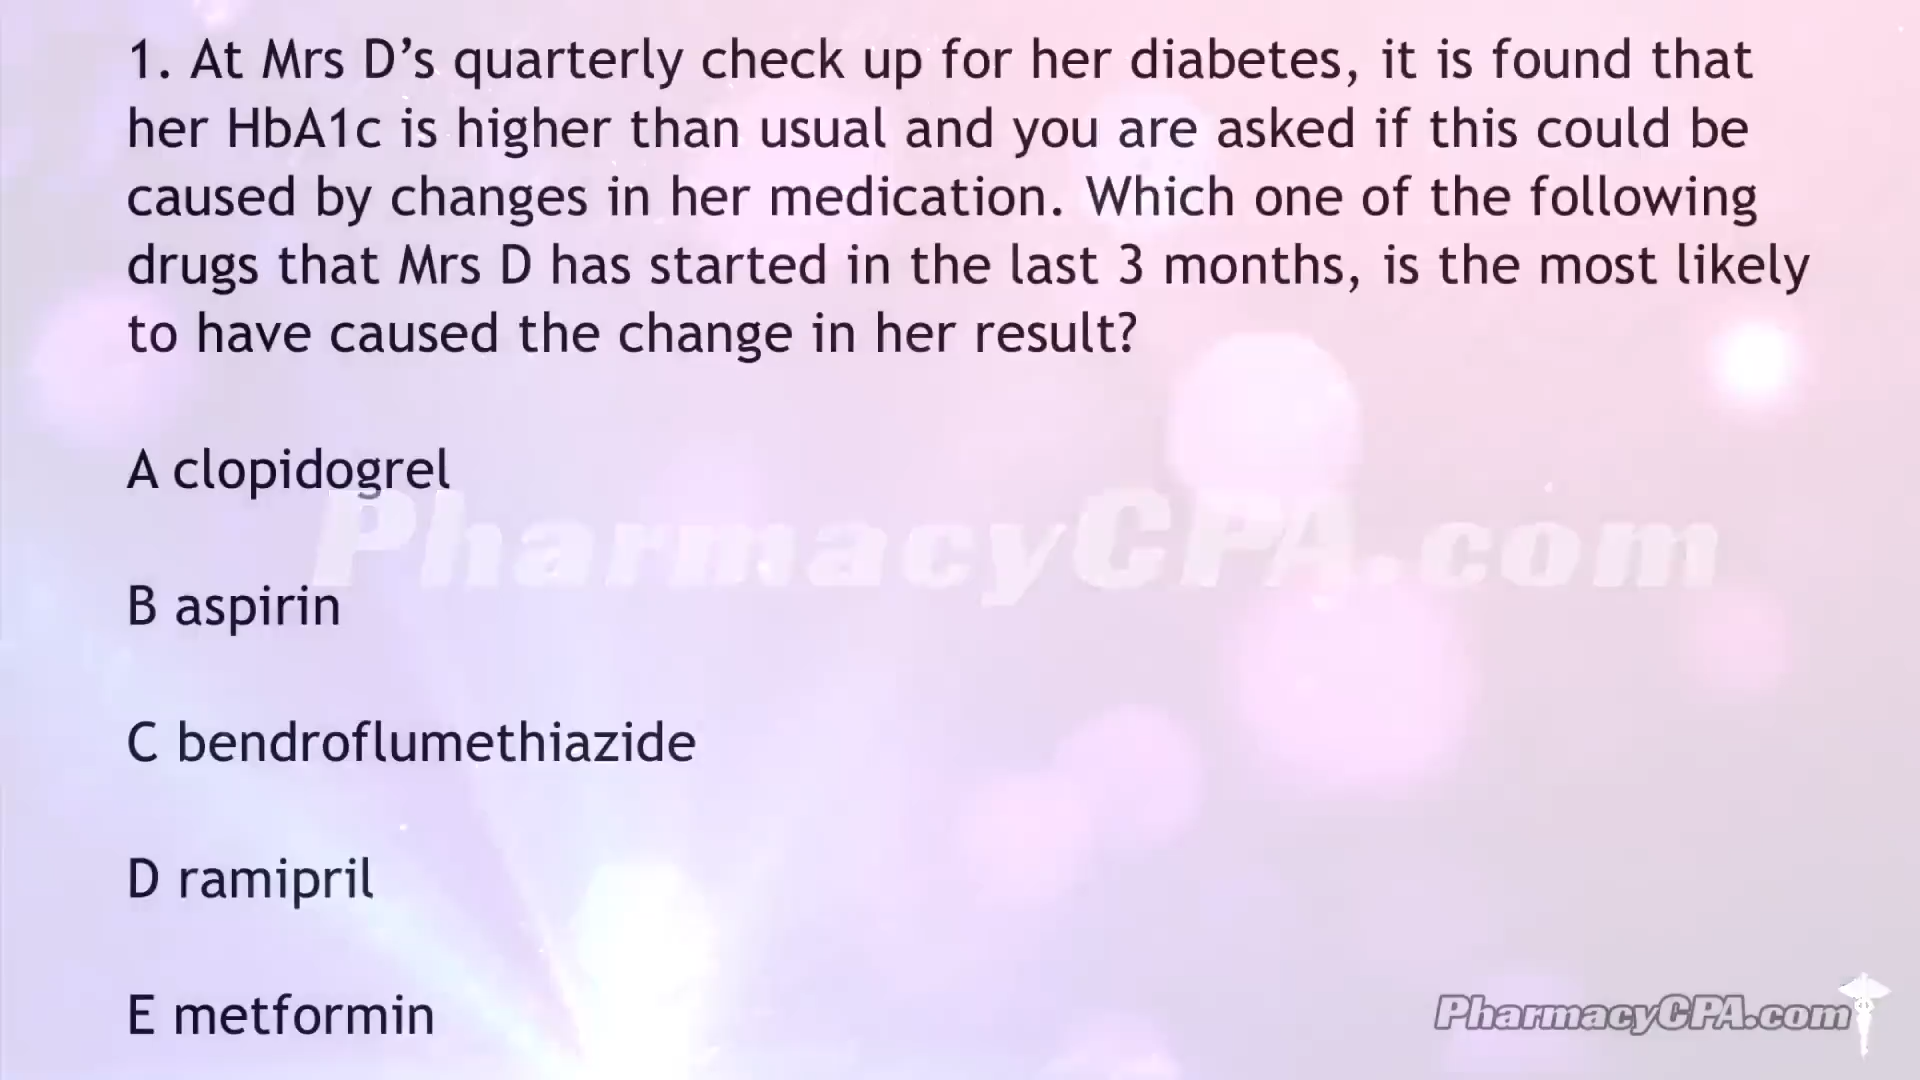 1. At Mrs D’s quarterly check up for her diabetes, it is found that
her HbA1c is higher than usual and you are asked if this could be
caused by changes in her medication. Which one of the following
drugs that Mrs D has started in the last 3 months, is the most likely
to have caused the change in her result?
A clopidogrel
PharmacyCPA.com
B aspirin
C bendroflumethiazide
D ramipril
E metformin
PharmacyCPA.com